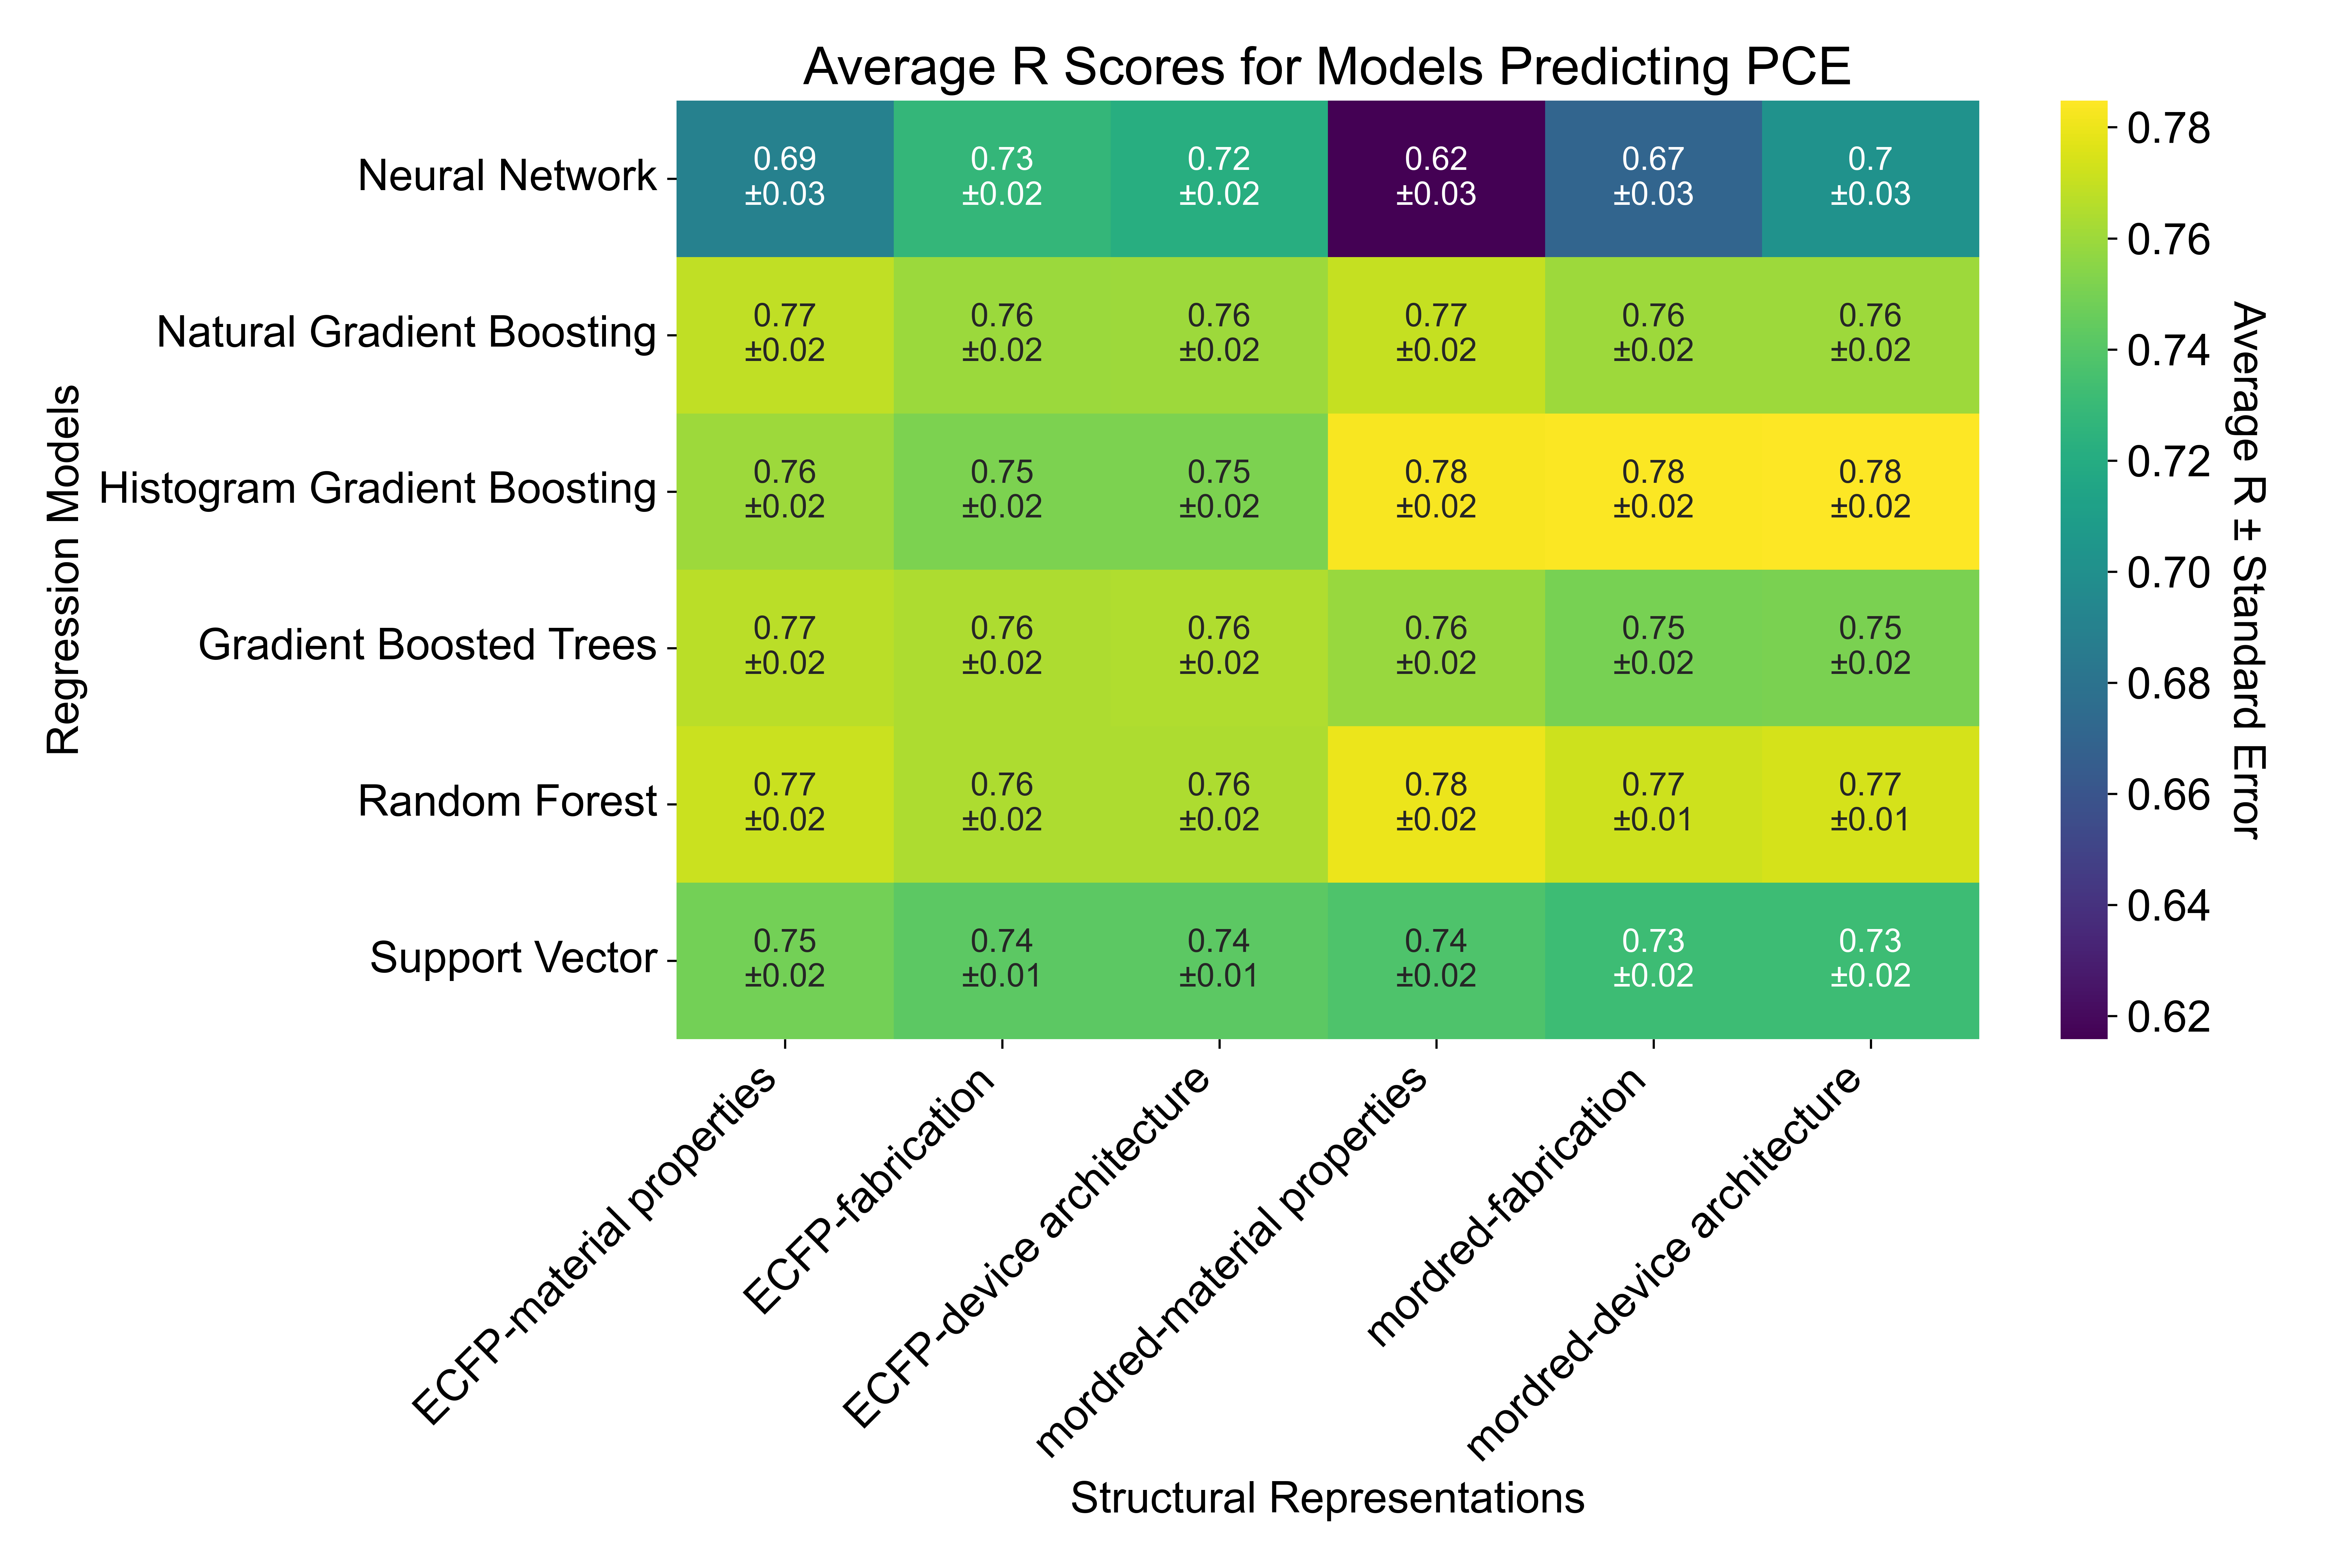 Average R Scores for Models Predicting PCE
Regression Models
Neural Network
0.69 0.73 0.72 0.62 0.67 0.7
±0.03 ±0.02 ±0.02 ±0.03 ±0.03 ±0.03
Natural Gradient Boosting
0.77 0.76 0.76 0.77 0.76 0.76
±0.02 ±0.02 ±0.02 ±0.02 ±0.02 ±0.02
Histogram Gradient Boosting
0.76 0.75 0.75 0.78 0.78 0.78
±0.02 ±0.02 ±0.02 ±0.02 ±0.02 ±0.02
Gradient Boosted Trees
0.77 0.76 0.76 0.76 0.75 0.75
±0.02 ±0.02 ±0.02 ±0.02 ±0.02 ±0.02
Random Forest
0.77 0.76 0.76 0.78 0.77 0.77
±0.02 ±0.02 ±0.02 ±0.02 ±0.01 ±0.01
Support Vector
0.75 0.74 0.74 0.74 0.73 0.73
±0.02 ±0.01 ±0.01 ±0.02 ±0.02 ±0.02
ECFP-material properties
ECFP-fabrication
ECFP-device architecture
mordred-material properties
mordred-fabrication
mordred-device architecture
Structural Representations
0.78
0.76
0.74
0.72
0.70
0.68
0.66
0.64
0.62
Average R ± Standard Error